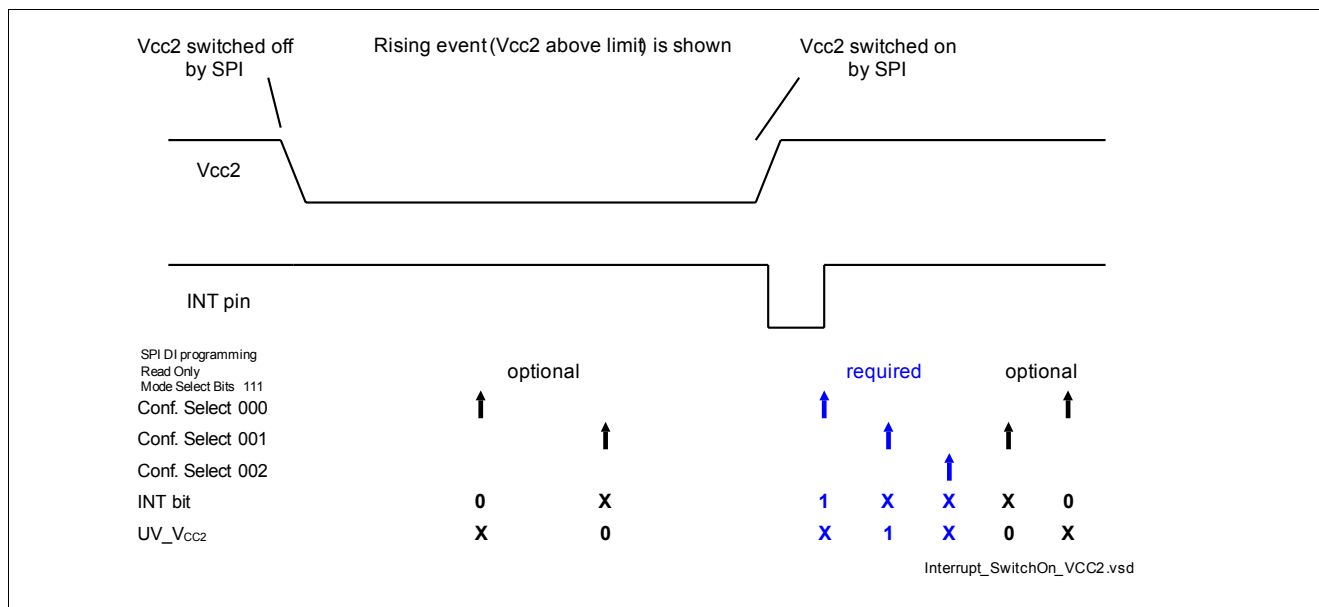 Vcc2 switched off
by SPI
Rising event (Vcc2 above limit) is shown
Vcc2 switched on
by SPI
Vcc2
INT pin
SPI DI programming
Read Only
Mode Select Bits 111
optional required optional
Conf. Select 000
Conf. Select 001
Conf. Select 002
INT bit 0 X 1 X X X 0
UV_VCC2 X 0 X 1 X 0 X
Interrupt_SwitchOn_VCC2.vsd